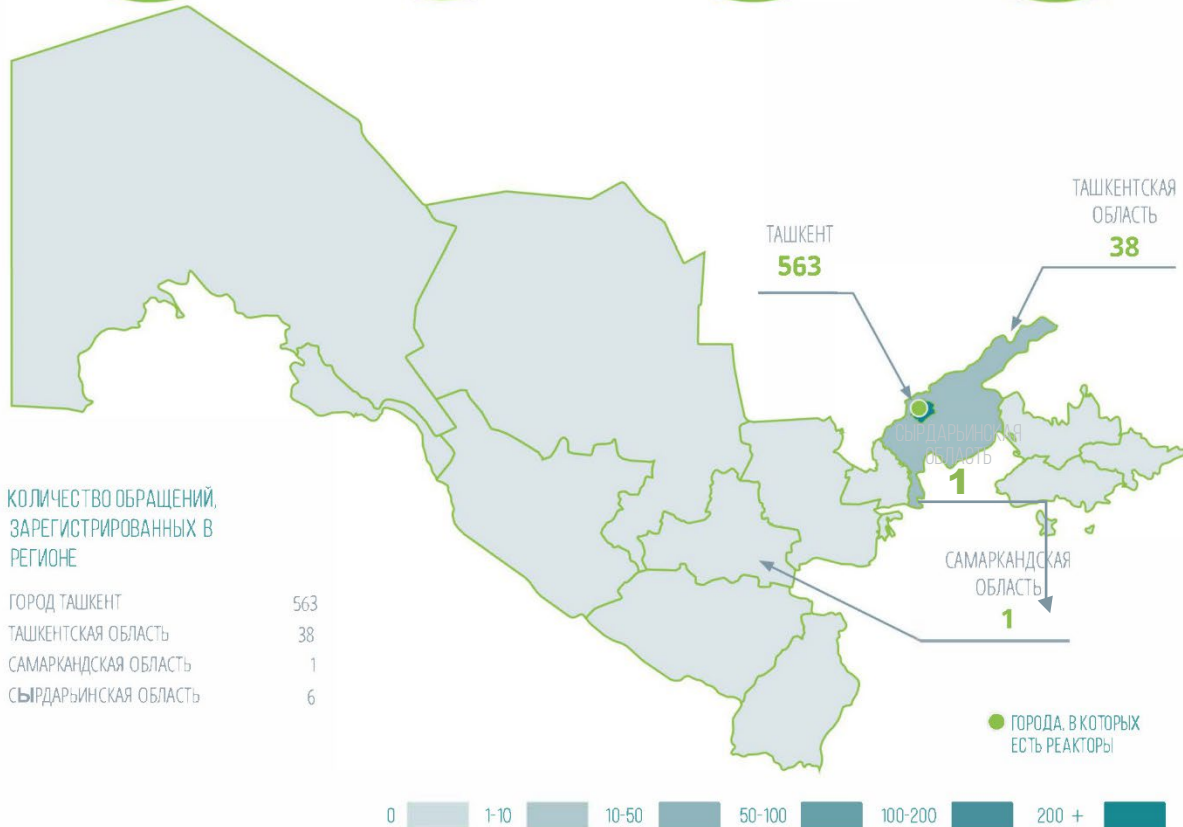 ТАШКЕНТСКАЯ
ОБЛАСТЬ
38
ТАШКЕНТ
563
СЫРДАРЬИНСКАЯ
ОБЛАСТЬ
1
САМАРКАНДСКАЯ
ОБЛАСТЬ
1
КОЛИЧЕСТВО ОБРАЩЕНИЙ,
ЗАРЕГИСТРИРОВАННЫХ В
РЕГИОНЕ
ГОРОД ТАШКЕНТ 563
ТАШКЕНТСКАЯ ОБЛАСТЬ 38
САМАРКАНДСКАЯ ОБЛАСТЬ 1
СЫРДАРЬИНСКАЯ ОБЛАСТЬ 6
ГОРОДА, В КОТОРЫХ
ЕСТЬ РЕАКТОРЫ
0 1-10 10-50 50-100 100-200 200 +